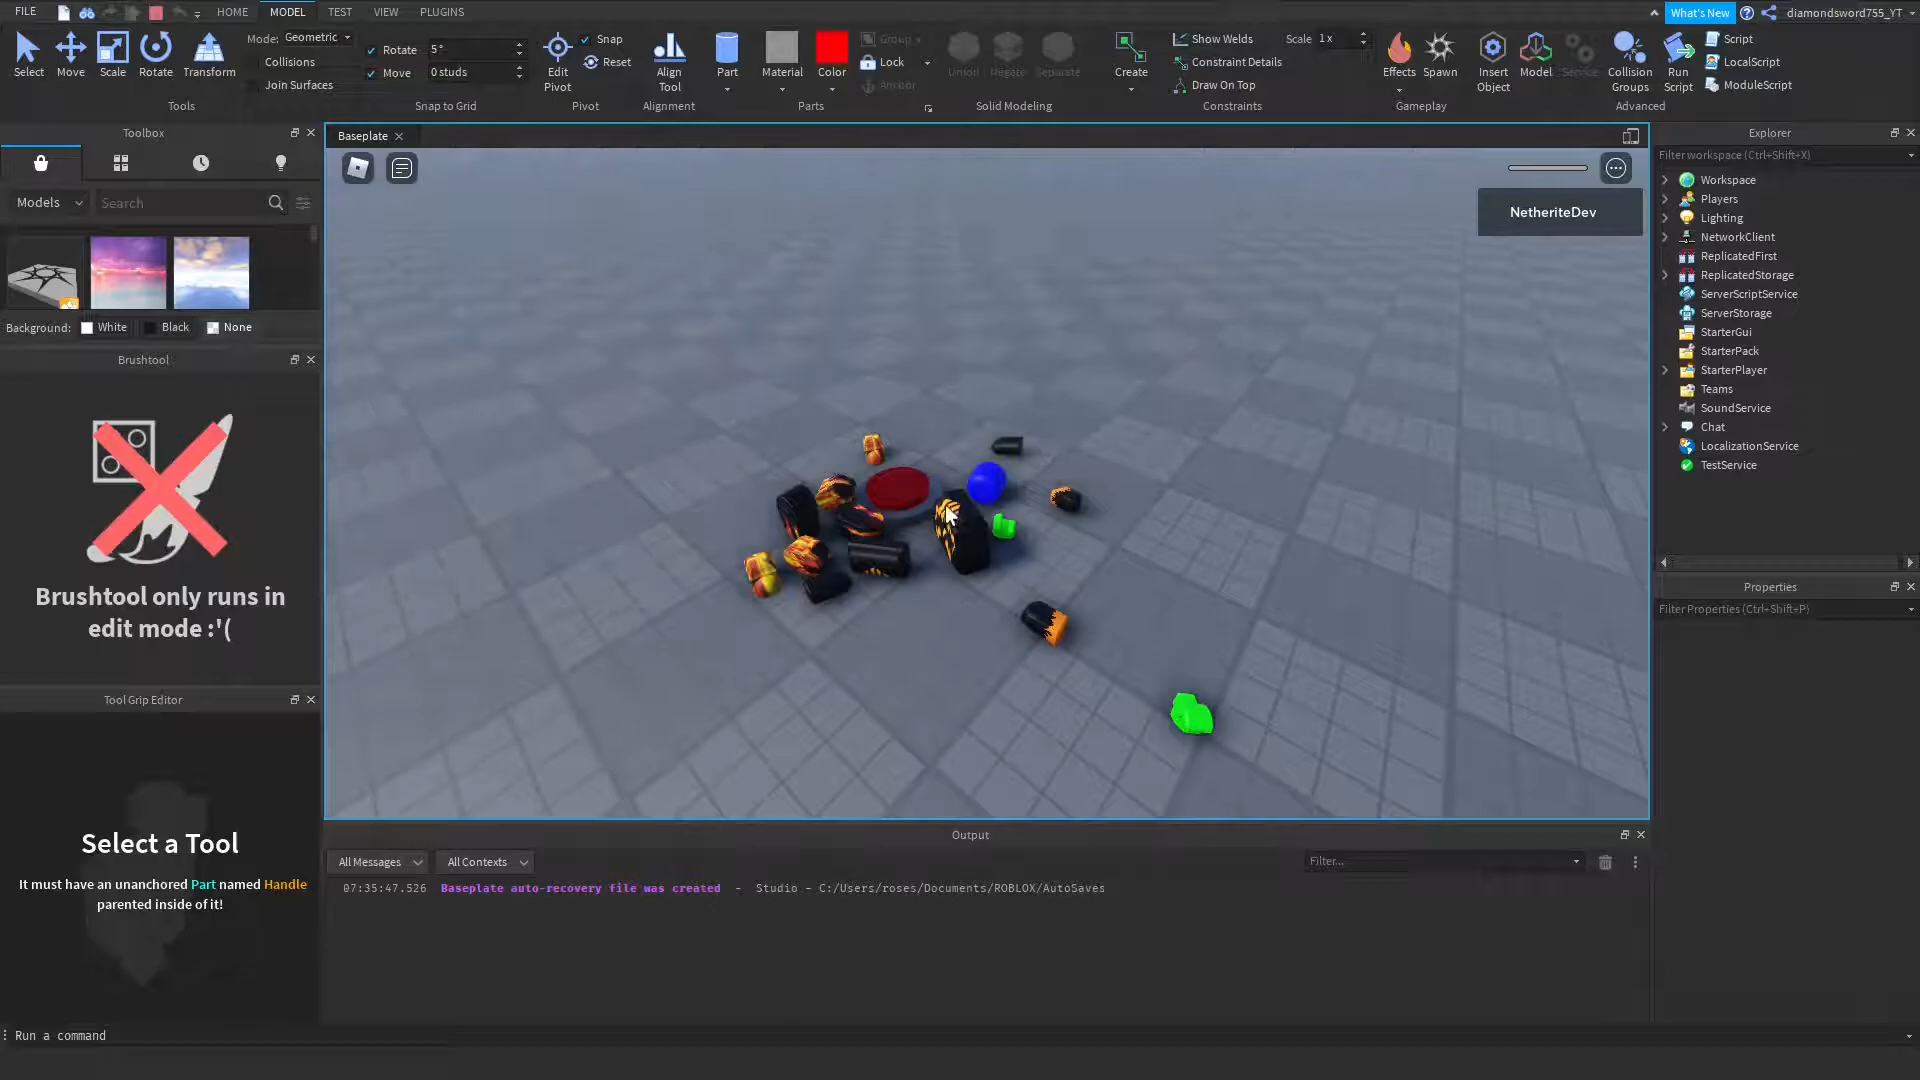 FILE HOME MODEL TEST VIEW PLUGINS What's New diamondsword755_YT
Select Move Scale Rotate Transform
Tools
Mode: Geometric
Collisions
Join Surfaces
Rotate 5°
Move 0 studs
Snap to Grid
Edit Pivot
Snap
Reset
Pivot
Align Tool
Alignment
Part
Material
Color
Group
Lock
Anchor
Parts
Union Negate Separate
Solid Modeling
Create
Show Welds
Constraint Details
Draw On Top
Scale 1x
Constraints
Effects Spawn
Gameplay
Insert Object
Model
Service
Collision Groups
Run Script
Script
LocalScript
ModuleScript
Advanced
Toolbox
Models
Search
Background: White Black None
Brushtool
Brushtool only runs in
edit mode :'(
Tool Grip Editor
Select a Tool
It must have an unanchored Part named Handle
parented inside of it!
Baseplate
NetheriteDev
Output
All Messages All Contexts Filter...
07:35:47.526 Baseplate auto-recovery file was created - Studio - C:/Users/roses/Documents/ROBLOX/AutoSaves
Explorer
Filter workspace (Ctrl+Shift+X)
Workspace
Players
Lighting
NetworkClient
ReplicatedFirst
ReplicatedStorage
ServerScriptService
ServerStorage
StarterGui
StarterPack
StarterPlayer
Teams
SoundService
Chat
LocalizationService
TestService
Properties
Filter Properties (Ctrl+Shift+P)
Run a command